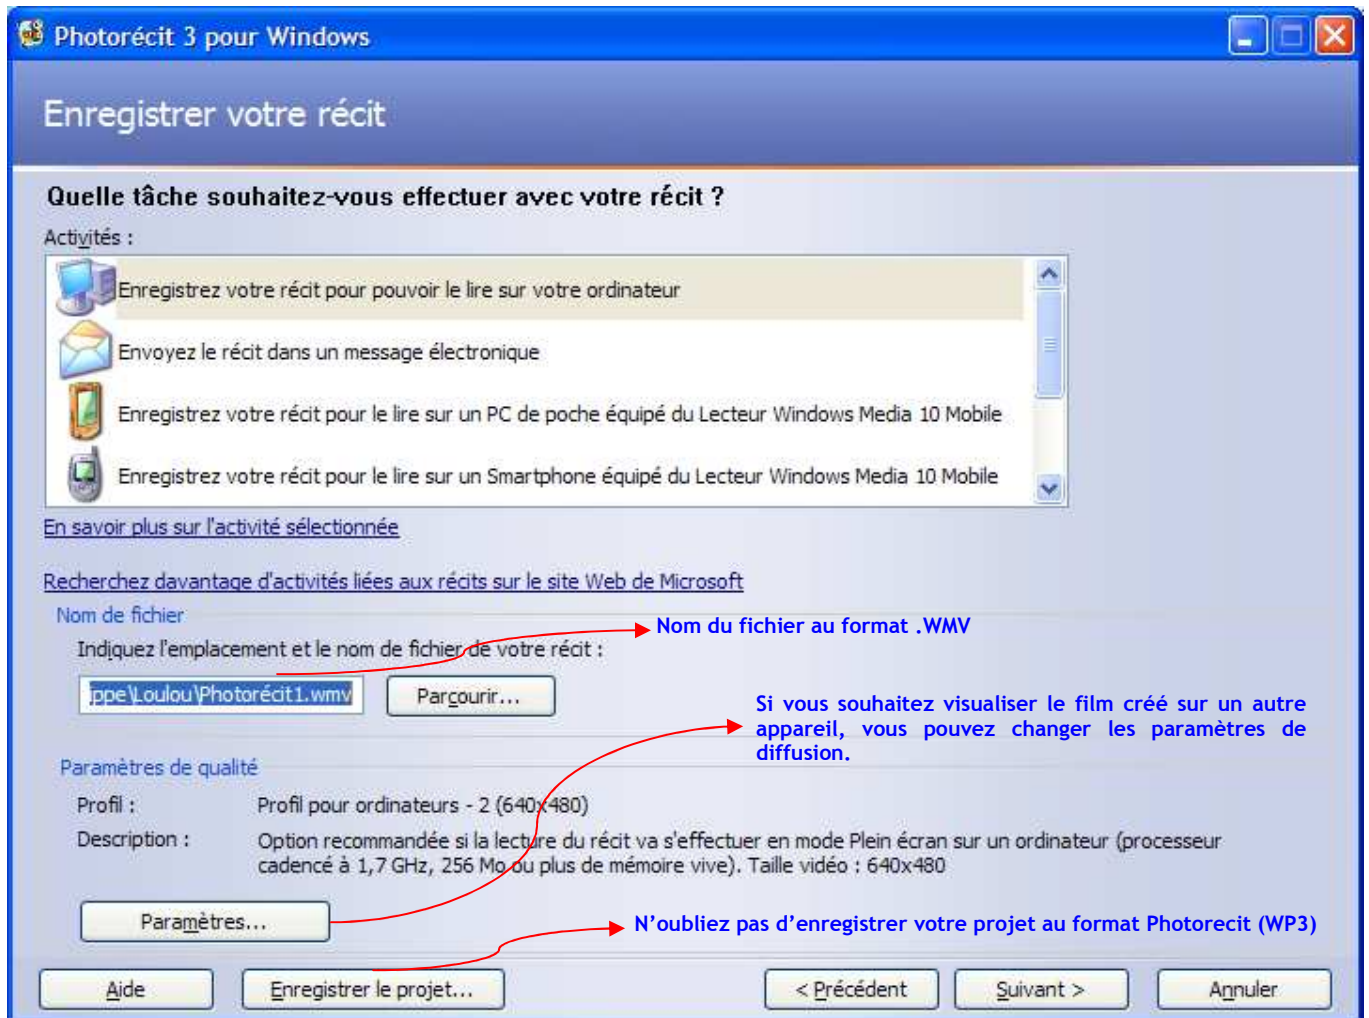 Photorécit 3 pour Windows
Enregistrer votre récit
Quelle tâche souhaitez-vous effectuer avec votre récit ?
Activités :
Enregistrez votre récit pour pouvoir le lire sur votre ordinateur
Envoyez le récit dans un message électronique
Enregistrez votre récit pour le lire sur un PC de poche équipé du Lecteur Windows Media 10 Mobile
Enregistrez votre récit pour le lire sur un Smartphone équipé du Lecteur Windows Media 10 Mobile
En savoir plus sur l'activité sélectionnée
Recherchez davantage d'activités liées aux récits sur le site Web de Microsoft
Nom de fichier
Nom du fichier au format .WMV
Indiquez l'emplacement et le nom de fichier de votre récit :
ippe\Loulou\Photorécit1.wmv
Parcourir...
Si vous souhaitez visualiser le film créé sur un autre
appareil, vous pouvez changer les paramètres de
diffusion.
Paramètres de qualité
Profil : Profil pour ordinateurs - 2 (640x480)
Description : Option recommandée si la lecture du récit va s'effectuer en mode Plein écran sur un ordinateur (processeur
cadencé à 1,7 GHz, 256 Mo ou plus de mémoire vive). Taille vidéo : 640x480
Paramètres...
N'oubliez pas d'enregistrer votre projet au format Photorecit (WP3)
Aide
Enregistrer le projet...
< Précédent
Suivant >
Annuler